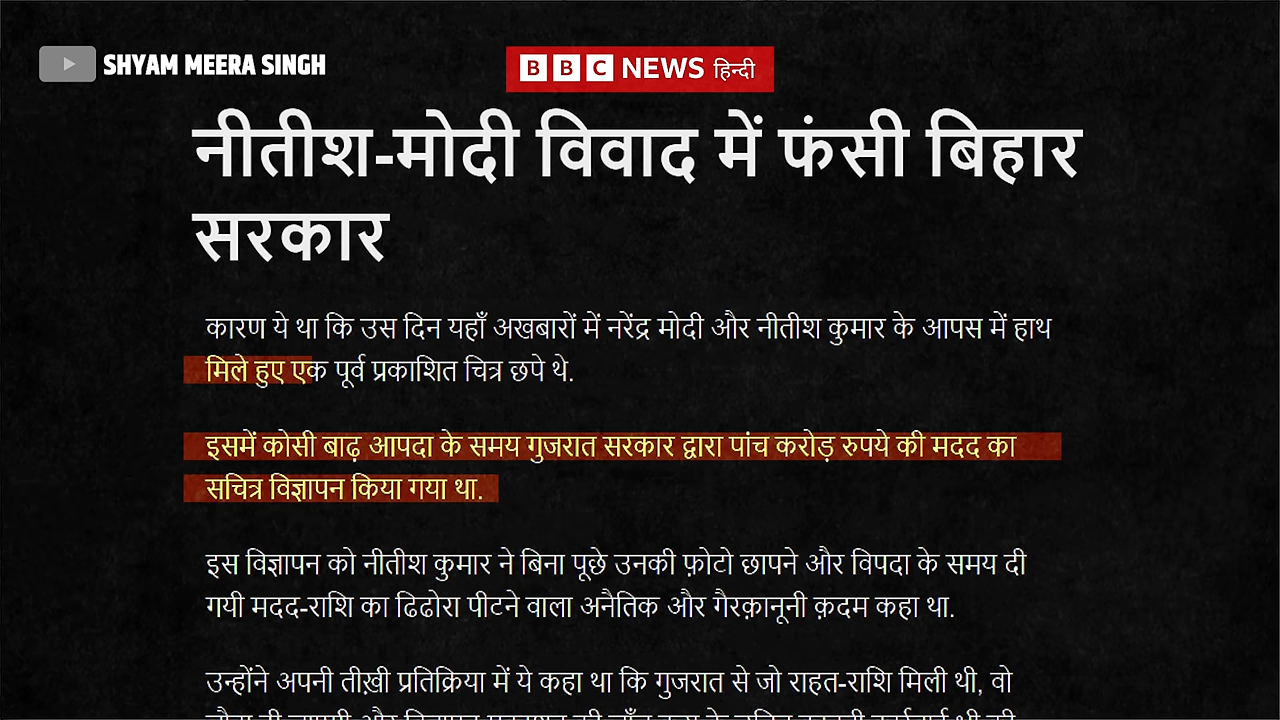 SHYAM MEERA SINGH
BBC NEWS हिन्दी
नीतीश-मोदी विवाद में फंसी बिहार
सरकार
कारण ये था कि उस दिन यहाँ अखबारों में नरेंद्र मोदी और नीतीश कुमार के आपस में हाथ
मिले हुए एक पूर्व प्रकाशित चित्र छपे थे.
इसमें कोसी बाढ़ आपदा के समय गुजरात सरकार द्वारा पांच करोड़ रुपये की मदद का
सचित्र विज्ञापन किया गया था.
इस विज्ञापन को नीतीश कुमार ने बिना पूछे उनकी फ़ोटो छापने और विपदा के समय दी
गयी मदद-राशि का ढिढोरा पीटने वाला अनैतिक और गैरक़ानूनी क़दम कहा था.
उन्होंने अपनी तीख़ी प्रतिक्रिया में ये कहा था कि गुजरात से जो राहत-राशि मिली थी, वो